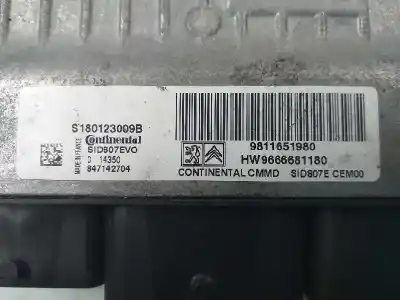 S180123009B
Continental
SID807EVO
D 14350
847142704
MADE IN FRANCE
9811651980
HW9666681180
CONTINENTAL CMMD SID807E CEM00